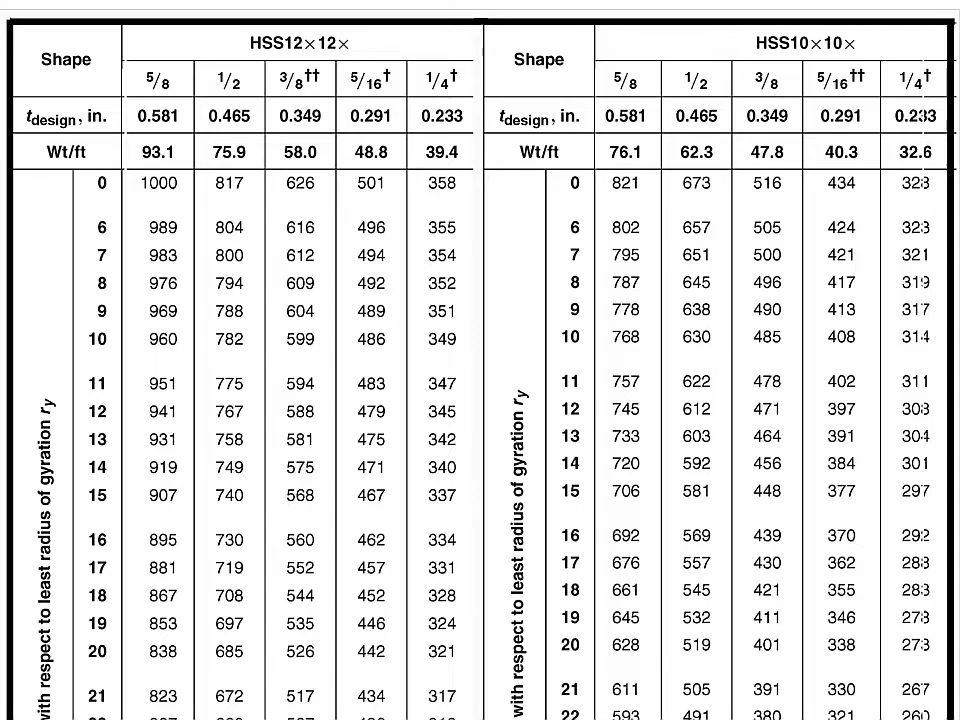 Shape HSS12×12× Shape HSS10×10×
5/8 1/2 3/8†† 5/16† 1/4† 5/8 1/2 3/8 5/16†† 1/4†
tdesign, in. 0.581 0.465 0.349 0.291 0.233 tdesign, in. 0.581 0.465 0.349 0.291 0.233
Wt/ft 93.1 75.9 58.0 48.8 39.4 Wt/ft 76.1 62.3 47.8 40.3 32.6
with respect to least radius of gyration ry
with respect to least radius of gyration ry
0 1000 817 626 501 358 0 821 673 516 434 328
6 989 804 616 496 355 6 802 657 505 424 323
7 983 800 612 494 354 7 795 651 500 421 321
8 976 794 609 492 352 8 787 645 496 417 319
9 969 788 604 489 351 9 778 638 490 413 317
10 960 782 599 486 349 10 768 630 485 408 314
11 951 775 594 483 347 11 757 622 478 402 311
12 941 767 588 479 345 12 745 612 471 397 308
13 931 758 581 475 342 13 733 603 464 391 304
14 919 749 575 471 340 14 720 592 456 384 301
15 907 740 568 467 337 15 706 581 448 377 297
16 895 730 560 462 334 16 692 569 439 370 292
17 881 719 552 457 331 17 676 557 430 362 288
18 867 708 544 452 328 18 661 545 421 355 283
19 853 697 535 446 324 19 645 532 411 346 278
20 838 685 526 442 321 20 628 519 401 338 273
21 823 672 517 434 317 21 611 505 391 330 267
22 593 491 380 321 260